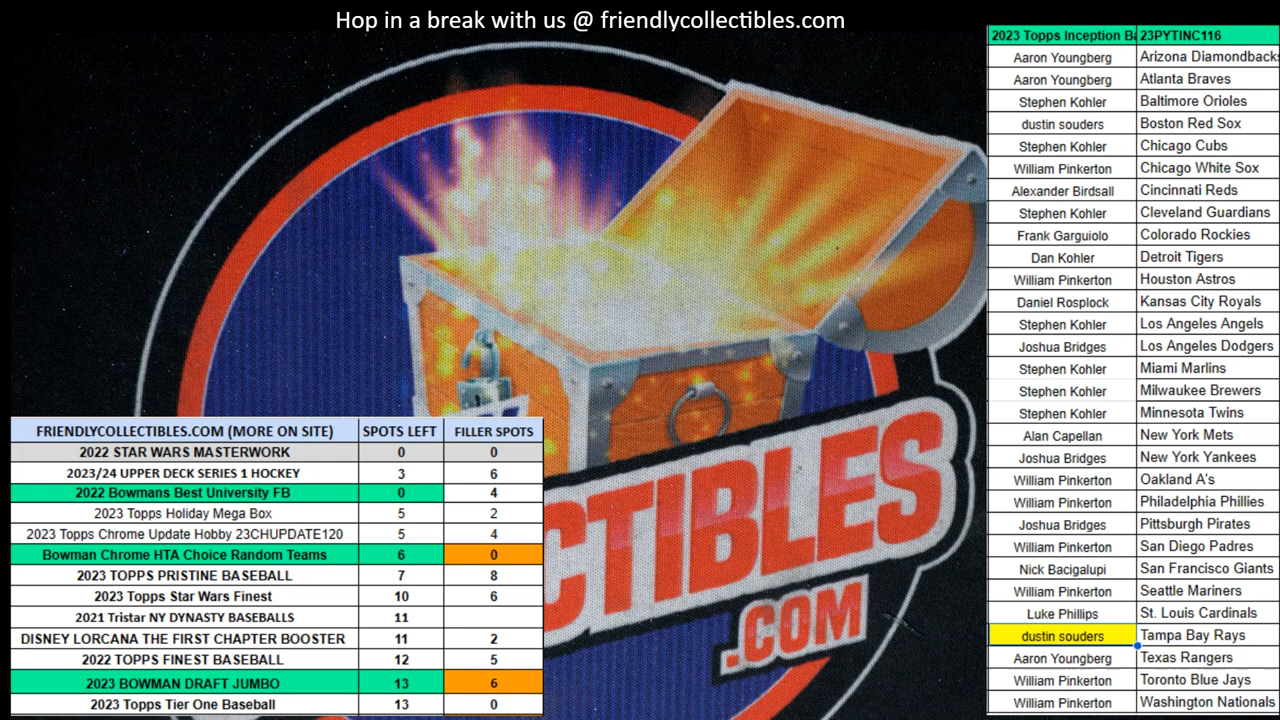 Hop in a break with us @ friendlycollectibles.com
2023 Topps Inception Ba 23PYTINC116
Aaron Youngberg Arizona Diamondbacks
Aaron Youngberg Atlanta Braves
Stephen Kohler Baltimore Orioles
dustin souders Boston Red Sox
Stephen Kohler Chicago Cubs
William Pinkerton Chicago White Sox
Alexander Birdsall Cincinnati Reds
Stephen Kohler Cleveland Guardians
Frank Garguiolo Colorado Rockies
Dan Kohler Detroit Tigers
William Pinkerton Houston Astros
Daniel Rosplock Kansas City Royals
Stephen Kohler Los Angeles Angels
Joshua Bridges Los Angeles Dodgers
Stephen Kohler Miami Marlins
Stephen Kohler Milwaukee Brewers
Stephen Kohler Minnesota Twins
Alan Capellan New York Mets
Joshua Bridges New York Yankees
William Pinkerton Oakland A's
William Pinkerton Philadelphia Phillies
Joshua Bridges Pittsburgh Pirates
William Pinkerton San Diego Padres
Nick Bacigalupi San Francisco Giants
William Pinkerton Seattle Mariners
Luke Phillips St. Louis Cardinals
dustin souders Tampa Bay Rays
Aaron Youngberg Texas Rangers
William Pinkerton Toronto Blue Jays
William Pinkerton Washington Nationals
FRIENDLYCOLLECTIBLES.COM (MORE ON SITE) SPOTS LEFT FILLER SPOTS
2022 STAR WARS MASTERWORK 0 0
2023/24 UPPER DECK SERIES 1 HOCKEY 3 6
2022 Bowmans Best University FB 0 4
2023 Topps Holiday Mega Box 5 2
2023 Topps Chrome Update Hobby 23CHUPDATE120 5 4
Bowman Chrome HTA Choice Random Teams 6 0
2023 TOPPS PRISTINE BASEBALL 7 8
2023 Topps Star Wars Finest 10 6
2021 Tristar NY DYNASTY BASEBALLS 11
DISNEY LORCANA THE FIRST CHAPTER BOOSTER 11 2
2022 TOPPS FINEST BASEBALL 12 5
2023 BOWMAN DRAFT JUMBO 13 6
2023 Topps Tier One Baseball 13 0
CTIBLES
.COM